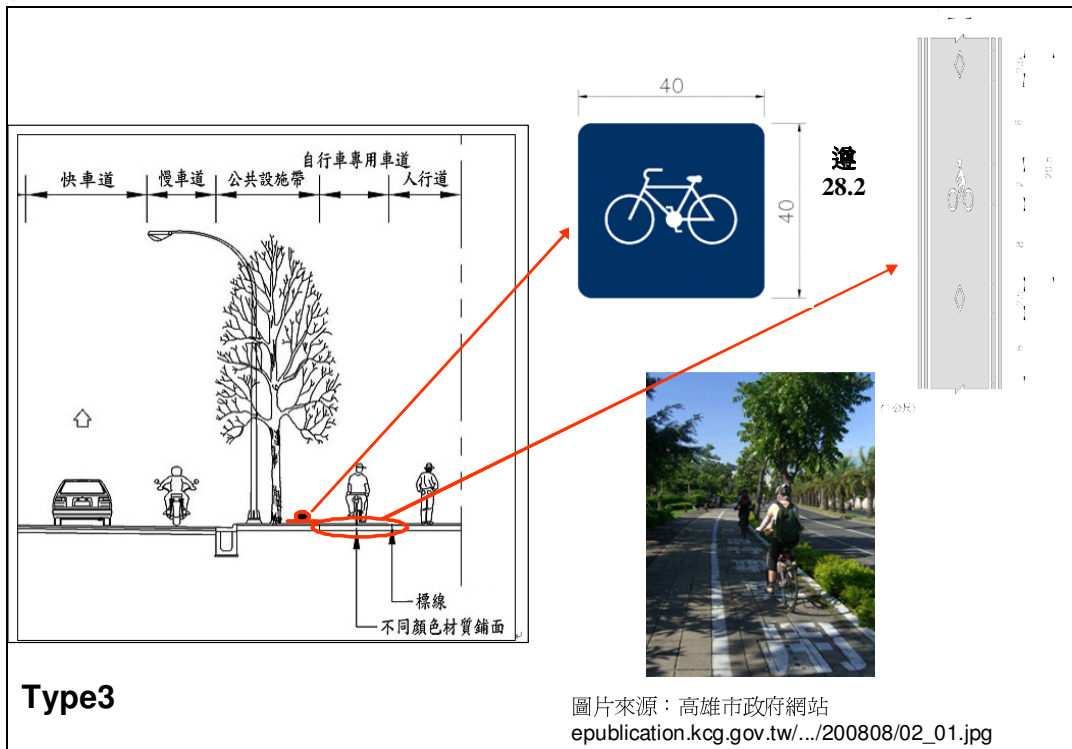 自行車專用車道
快車道
慢車道
公共設施帶
人行道
標線
不同顏色材質鋪面
Type3
40
40
遵
28.2
圖片來源：高雄市政府網站
epublication.kcg.gov.tw/.../200808/02_01.jpg